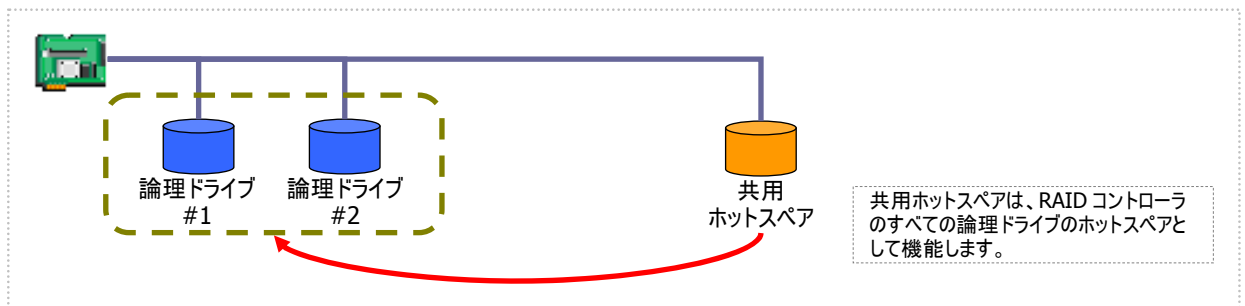 論理ドライブ
#1
論理ドライブ
#2
共用
ホットスペア
共用ホットスペアは、RAID コントローラ
のすべての論理ドライブのホットスペアと
して機能します。